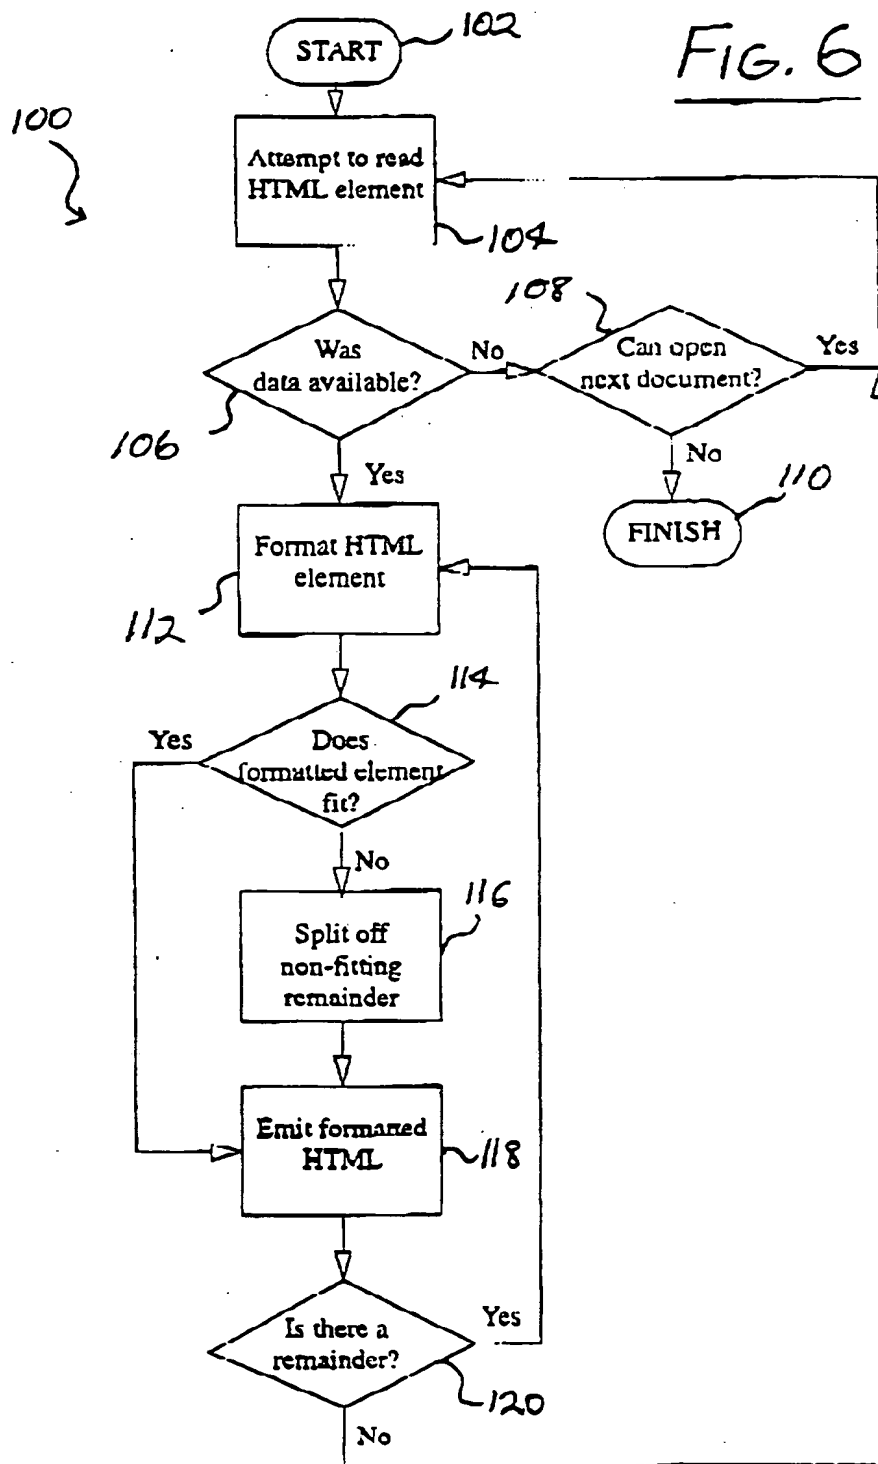 FIG. 6
100
START
102
Attempt to read
HTML element
104
Was
data available?
106
No
108
Can open
next document?
Yes
No
FINISH
110
Yes
Format HTML
element
112
114
Yes
Does
formatted element
fit?
No
116
Split off
non-fitting
remainder
Emit formatted
HTML
118
Is there a
remainder?
Yes
120
No